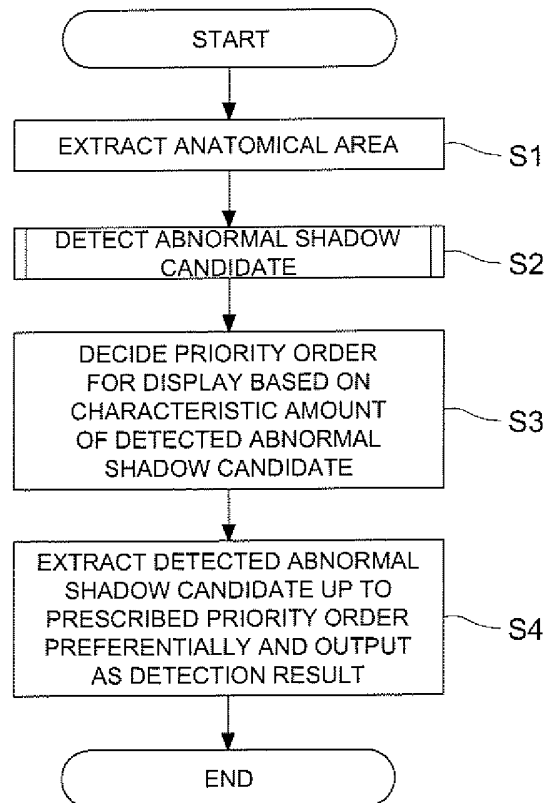 START
EXTRACT ANATOMICAL AREA
S1
DETECT ABNORMAL SHADOW
CANDIDATE
S2
DECIDE PRIORITY ORDER
FOR DISPLAY BASED ON
CHARACTERISTIC AMOUNT
OF DETECTED ABNORMAL
SHADOW CANDIDATE
S3
EXTRACT DETECTED ABNORMAL
SHADOW CANDIDATE UP TO
PRESCRIBED PRIORITY ORDER
PREFERENTIALLY AND OUTPUT
AS DETECTION RESULT
S4
END